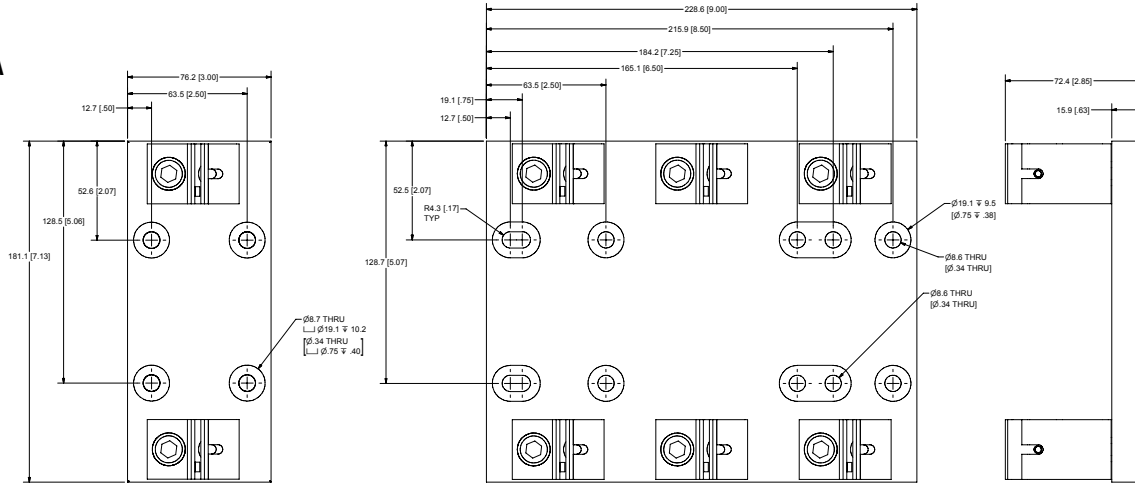 A
76.2 [3.00]
63.5 [2.50]
12.7 [.50]
52.6 [2.07]
128.5 [5.06]
181.1 [7.13]
Ø8.7 THRU
⌴ Ø19.1 ↧ 10.2
[Ø.34 THRU
⌴ Ø.75 ↧ .40]
228.6 [9.00]
215.9 [8.50]
184.2 [7.25]
165.1 [6.50]
63.5 [2.50]
19.1 [.75]
12.7 [.50]
52.5 [2.07]
R4.3 [.17]
TYP
128.7 [5.07]
Ø19.1 ↧ 9.5
[Ø.75 ↧ .38]
Ø8.6 THRU
[Ø.34 THRU]
Ø8.6 THRU
[Ø.34 THRU]
72.4 [2.85]
15.9 [.63]